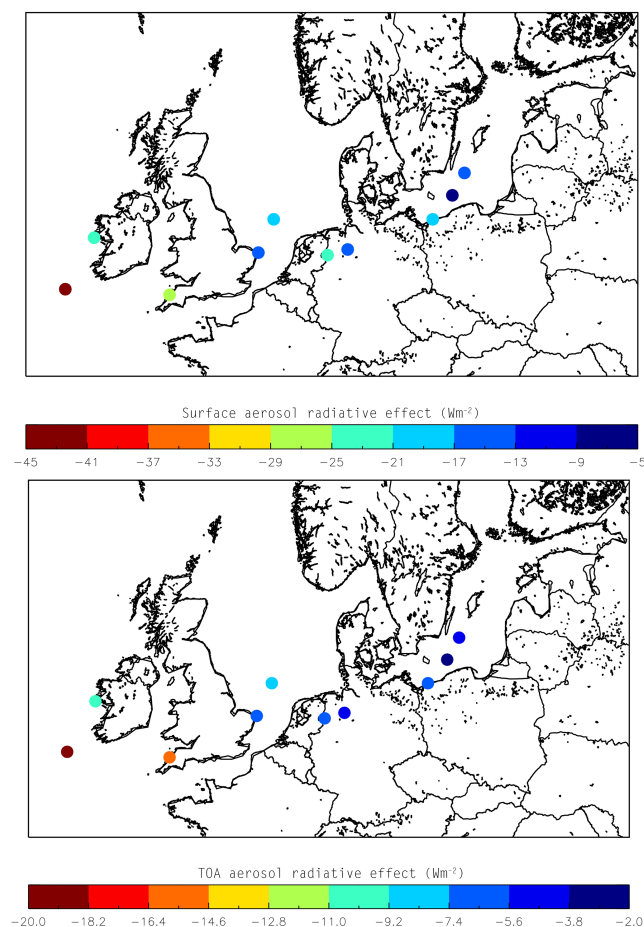 Surface aerosol radiative effect (Wm⁻²)
−45 −41 −37 −33 −29 −25 −21 −17 −13 −9 −5
TOA aerosol radiative effect (Wm⁻²)
−20.0 −18.2 −16.4 −14.6 −12.8 −11.0 −9.2 −7.4 −5.6 −3.8 −2.0